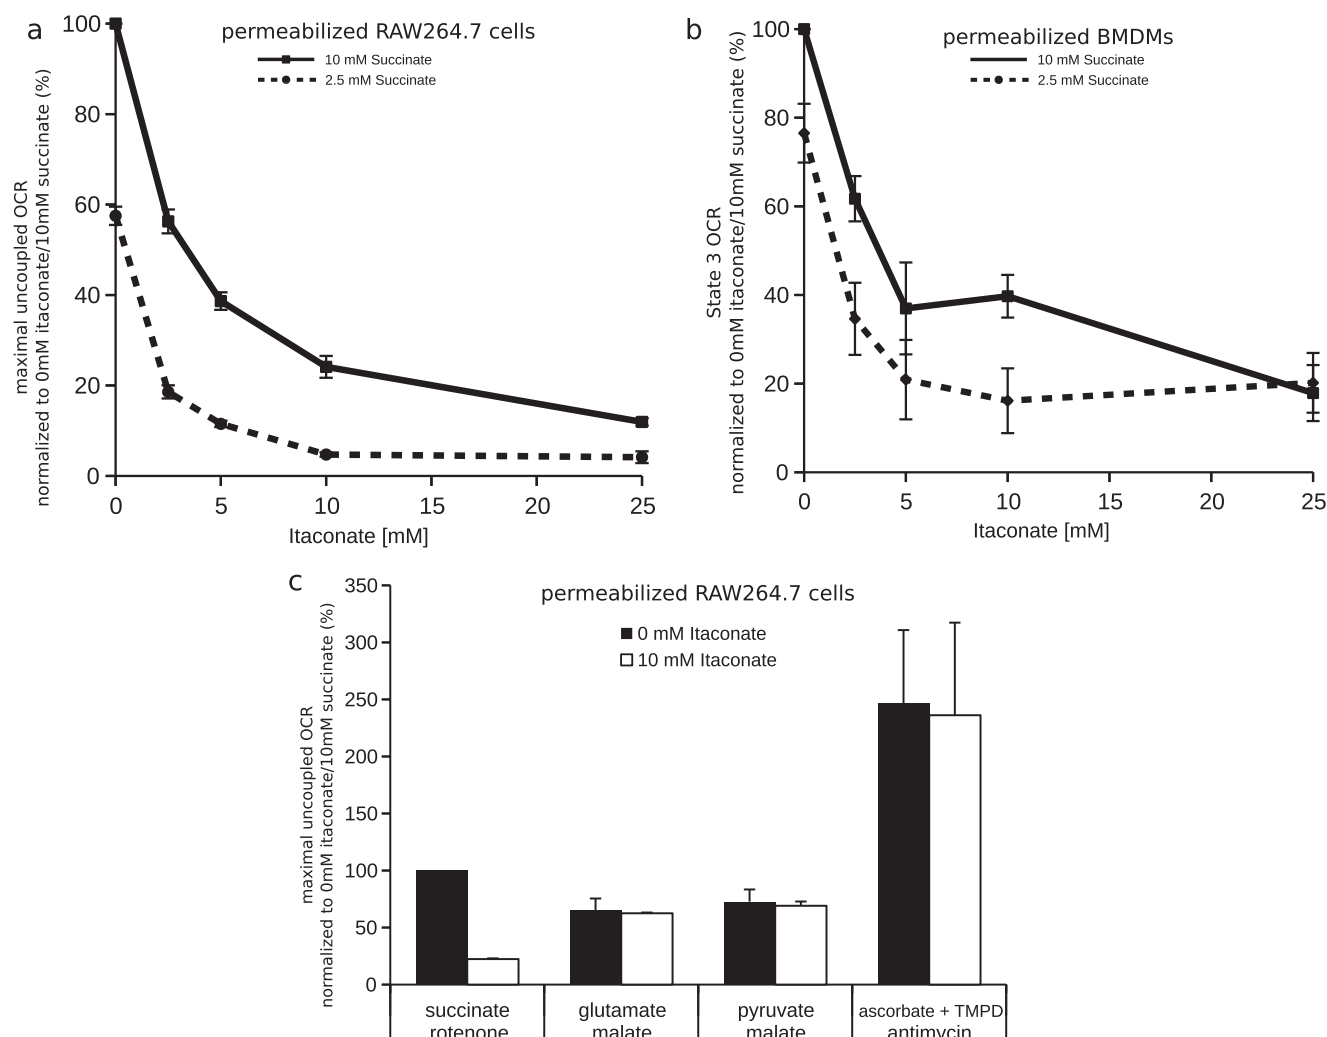 a
permeabilized RAW264.7 cells
10 mM Succinate
2.5 mM Succinate
maximal uncoupled OCR
normalized to 0mM itaconate/10mM succinate (%)
100
80
60
40
20
0
0 5 10 15 20 25
Itaconate [mM]
b
permeabilized BMDMs
10 mM Succinate
2.5 mM Succinate
State 3 OCR
normalized to 0mM itaconate/10mM succinate (%)
100
80
60
40
20
0
0 5 10 15 20 25
Itaconate [mM]
c
permeabilized RAW264.7 cells
0 mM Itaconate
10 mM Itaconate
maximal uncoupled OCR
normalized to 0mM itaconate/10mM succinate (%)
350
300
250
200
150
100
50
0
succinate glutamate pyruvate ascorbate + TMPD
rotenone malate malate antimycin